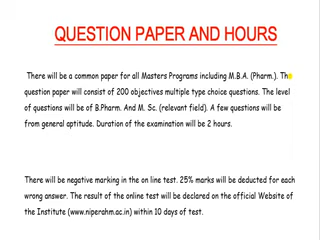 QUESTION PAPER AND HOURS
There will be a common paper for all Masters Programs including M.B.A. (Pharm.). The
question paper will consist of 200 objectives multiple type choice questions. The level
of questions will be of B.Pharm. And M. Sc. (relevant field). A few questions will be
from general aptitude. Duration of the examination will be 2 hours.
There will be negative marking in the on line test. 25% marks will be deducted for each
wrong answer. The result of the online test will be declared on the official Website of
the Institute (www.niperahm.ac.in) within 10 days of test.